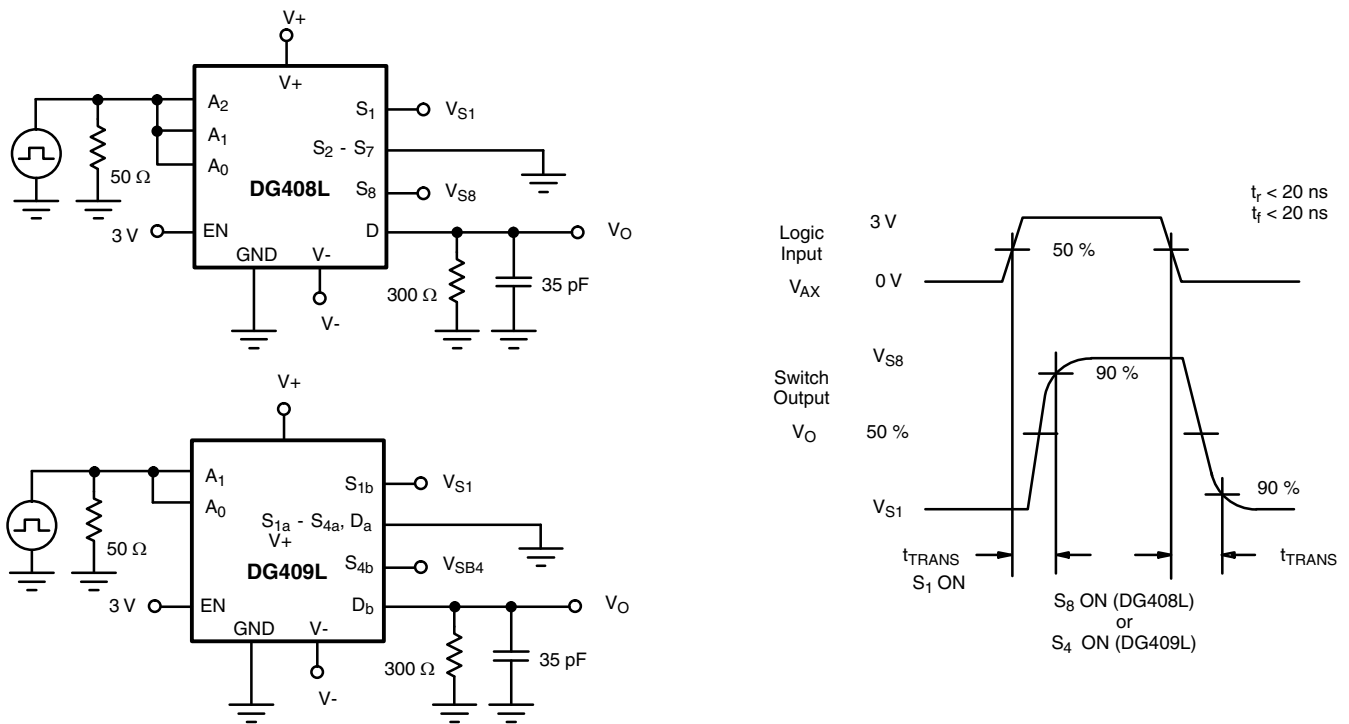 V+
V+
A2
A1
A0
50 Ω
DG408L
S1
VS1
S2 - S7
S8
VS8
3 V
EN
D
VO
GND
V-
V-
300 Ω
35 pF
V+
A1
A0
50 Ω
S1b
VS1
S1a - S4a, Da
V+
DG409L
S4b
VSB4
3 V
EN
Db
VO
GND
V-
V-
300 Ω
35 pF
tr < 20 ns
tf < 20 ns
Logic
Input
VAX
3 V
50 %
0 V
Switch
Output
VO
VS8
90 %
50 %
VS1
90 %
tTRANS
S1 ON
tTRANS
S8 ON (DG408L)
or
S4 ON (DG409L)